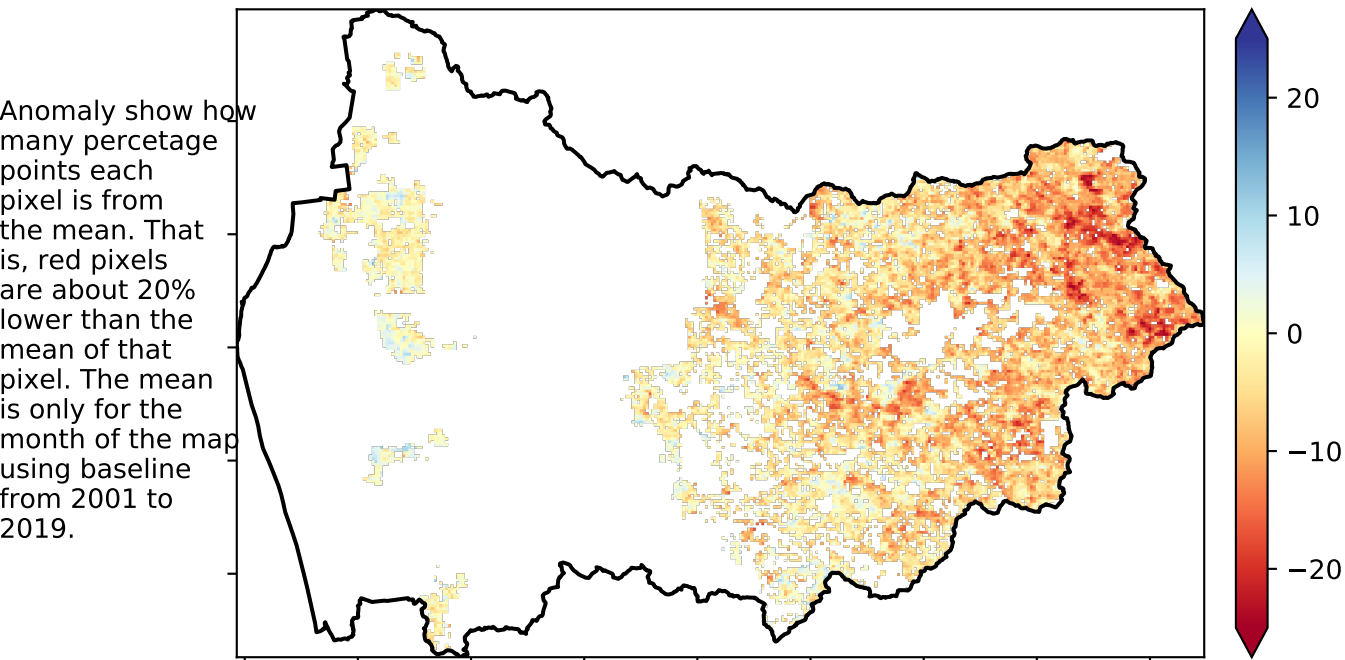 Anomaly show how
many percetage
points each
pixel is from
the mean. That
is, red pixels
are about 20%
lower than the
mean of that
pixel. The mean
is only for the
month of the map
using baseline
from 2001 to
2019.
20
10
0
−10
−20